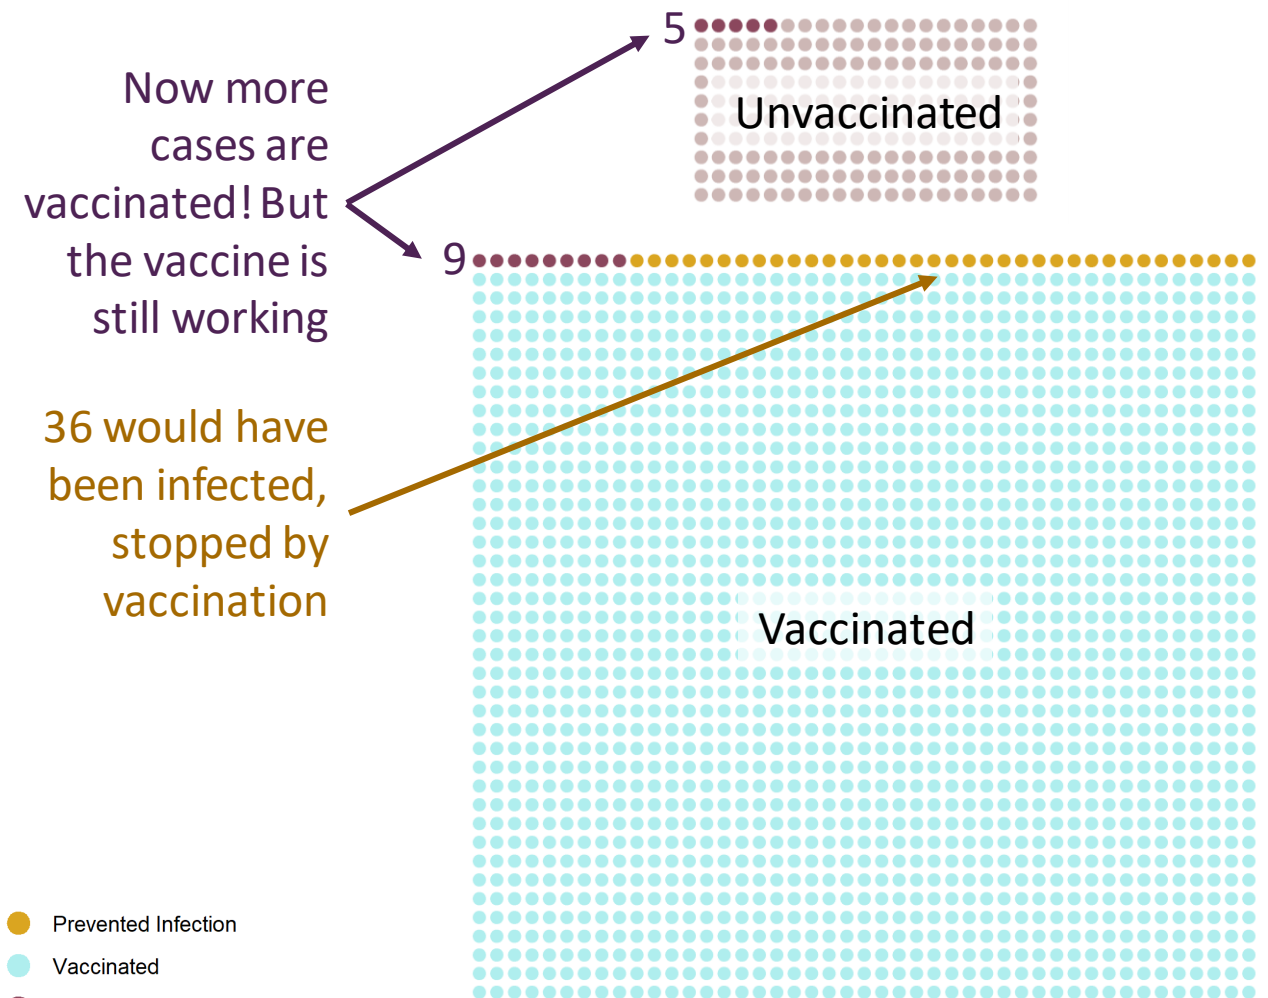 5
Now more
cases are
vaccinated! But
the vaccine is
still working
Unvaccinated
9
36 would have
been infected,
stopped by
vaccination
Vaccinated
Prevented Infection
Vaccinated